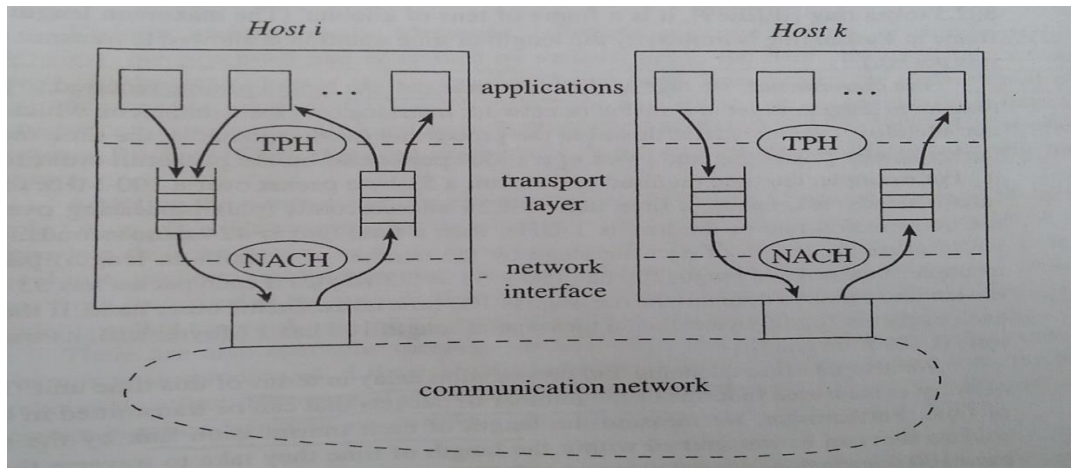 Host i
Host k
. . .
applications
TPH
TPH
transport
layer
NACH
NACH
network
interface
communication network